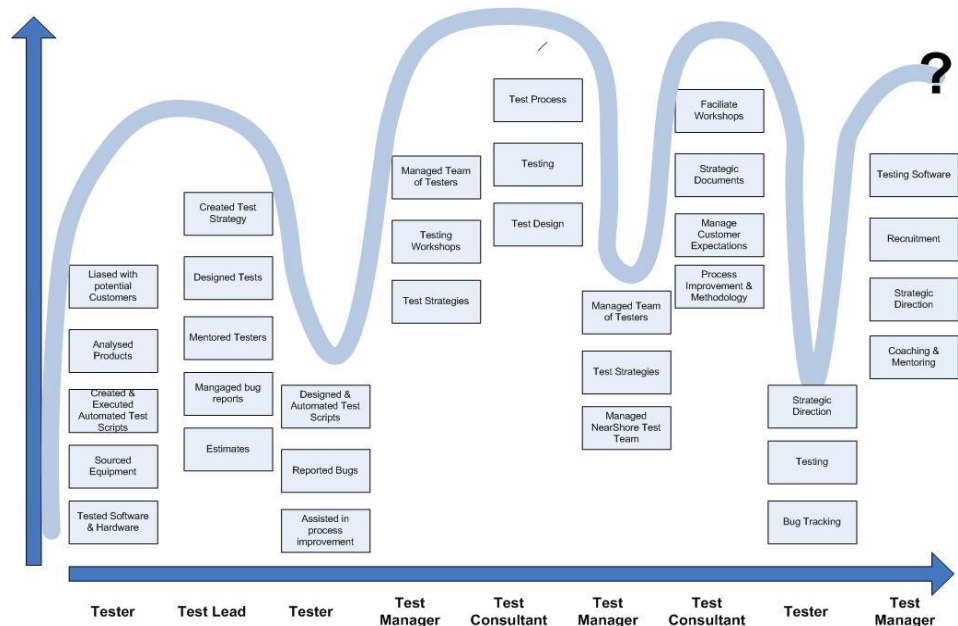 ?
Liased with
potential
Customers
Analysed
Products
Created &
Executed
Automated Test
Scripts
Sourced
Equipment
Tested Software
& Hardware
Created Test
Strategy
Designed Tests
Mentored Testers
Mangaged bug
reports
Estimates
Designed &
Automated Test
Scripts
Reported Bugs
Assisted in
process
improvement
Managed Team
of Testers
Testing
Workshops
Test Strategies
Test Process
Testing
Test Design
Managed Team
of Testers
Test Strategies
Managed
NearShore Test
Team
Faciliate
Workshops
Strategic
Documents
Manage
Customer
Expectations
Process
Improvement &
Methodology
Strategic
Direction
Testing
Bug Tracking
Testing Software
Recruitment
Strategic
Direction
Coaching &
Mentoring
Tester
Test Lead
Tester
Test
Manager
Test
Consultant
Test
Manager
Test
Consultant
Tester
Test
Manager